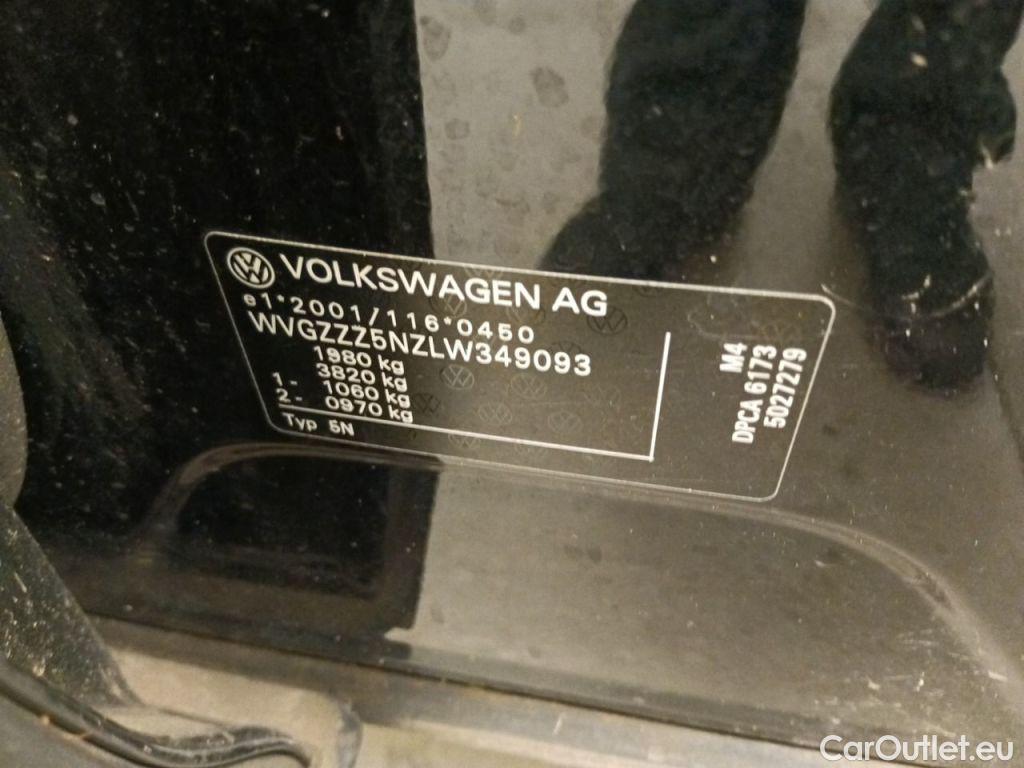 VOLKSWAGEN AG
e1*2001/116*0450
WVGZZZ5NZLW349093
1980 kg
3820 kg
1- 1060 kg
2- 0970 kg
Typ 5N
M4
DPCA 6173
5027279
CarOutlet.eu